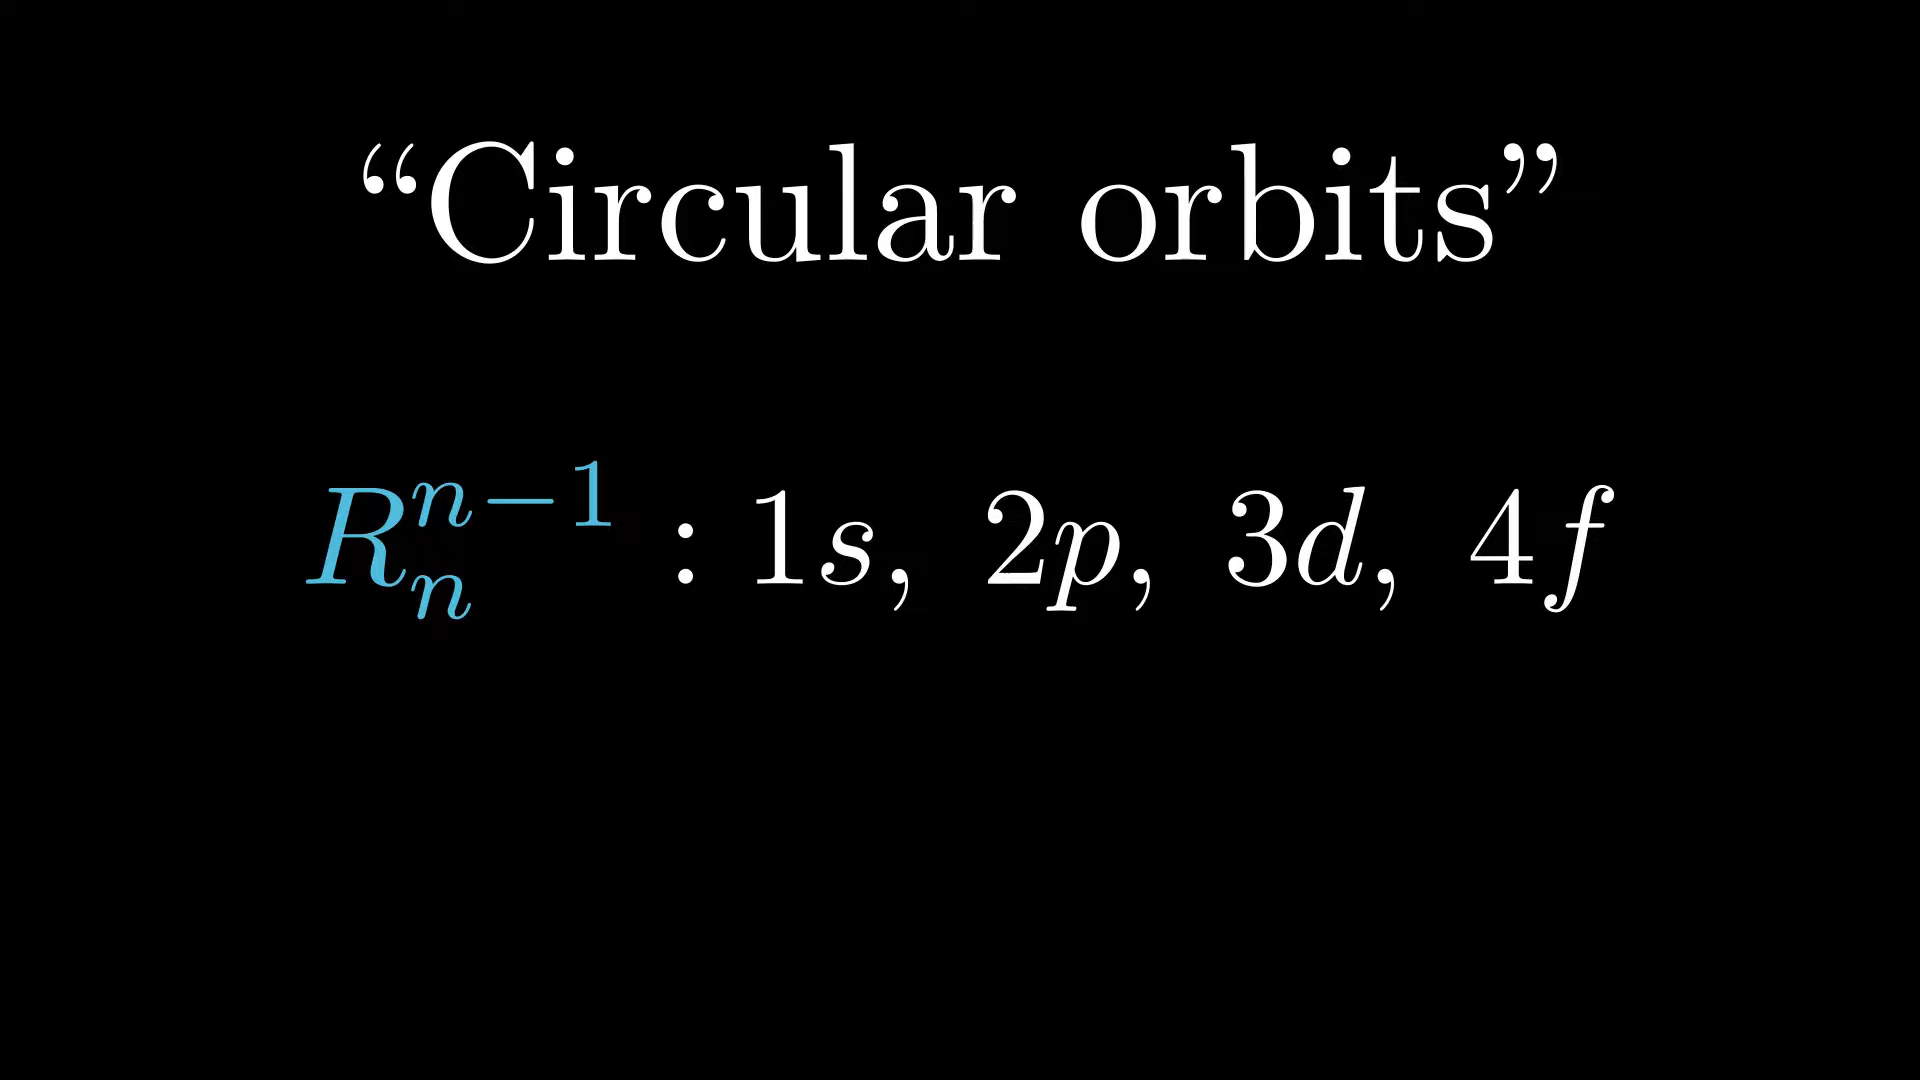 “Circular orbits”
$R_n^{n-1} : 1s, 2p, 3d, 4f$